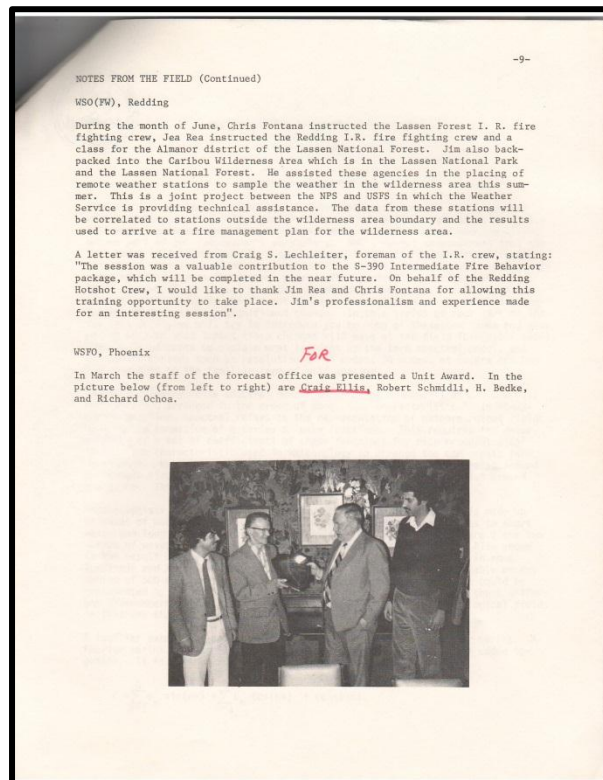 -9-
NOTES FROM THE FIELD (Continued)
WSO(FW), Redding
During the month of June, Chris Fontana instructed the Lassen Forest I. R. fire
fighting crew, Jea Rea instructed the Redding I.R. fire fighting crew and a
class for the Almanor district of the Lassen National Forest. Jim also back-
packed into the Caribou Wilderness Area which is in the Lassen National Park
and the Lassen National Forest. He assisted these agencies in the placing of
remote weather stations to sample the weather in the wilderness area this sum-
mer. This is a joint project between the NPS and USFS in which the Weather
Service is providing technical assistance. The data from these stations will
be correlated to stations outside the wilderness area boundary and the results
used to arrive at a fire management plan for the wilderness area.
A letter was received from Craig S. Lechleiter, foreman of the I.R. crew, stating:
"The session was a valuable contribution to the S-390 Intermediate Fire Behavior
package, which will be completed in the near future. On behalf of the Redding
Hotshot Crew, I would like to thank Jim Rea and Chris Fontana for allowing this
training opportunity to take place. Jim's professionalism and experience made
for an interesting session".
WSFO, Phoenix
FOR
In March the staff of the forecast office was presented a Unit Award. In the
picture below (from left to right) are Craig Ellis, Robert Schmidli, H. Bedke,
and Richard Ochoa.